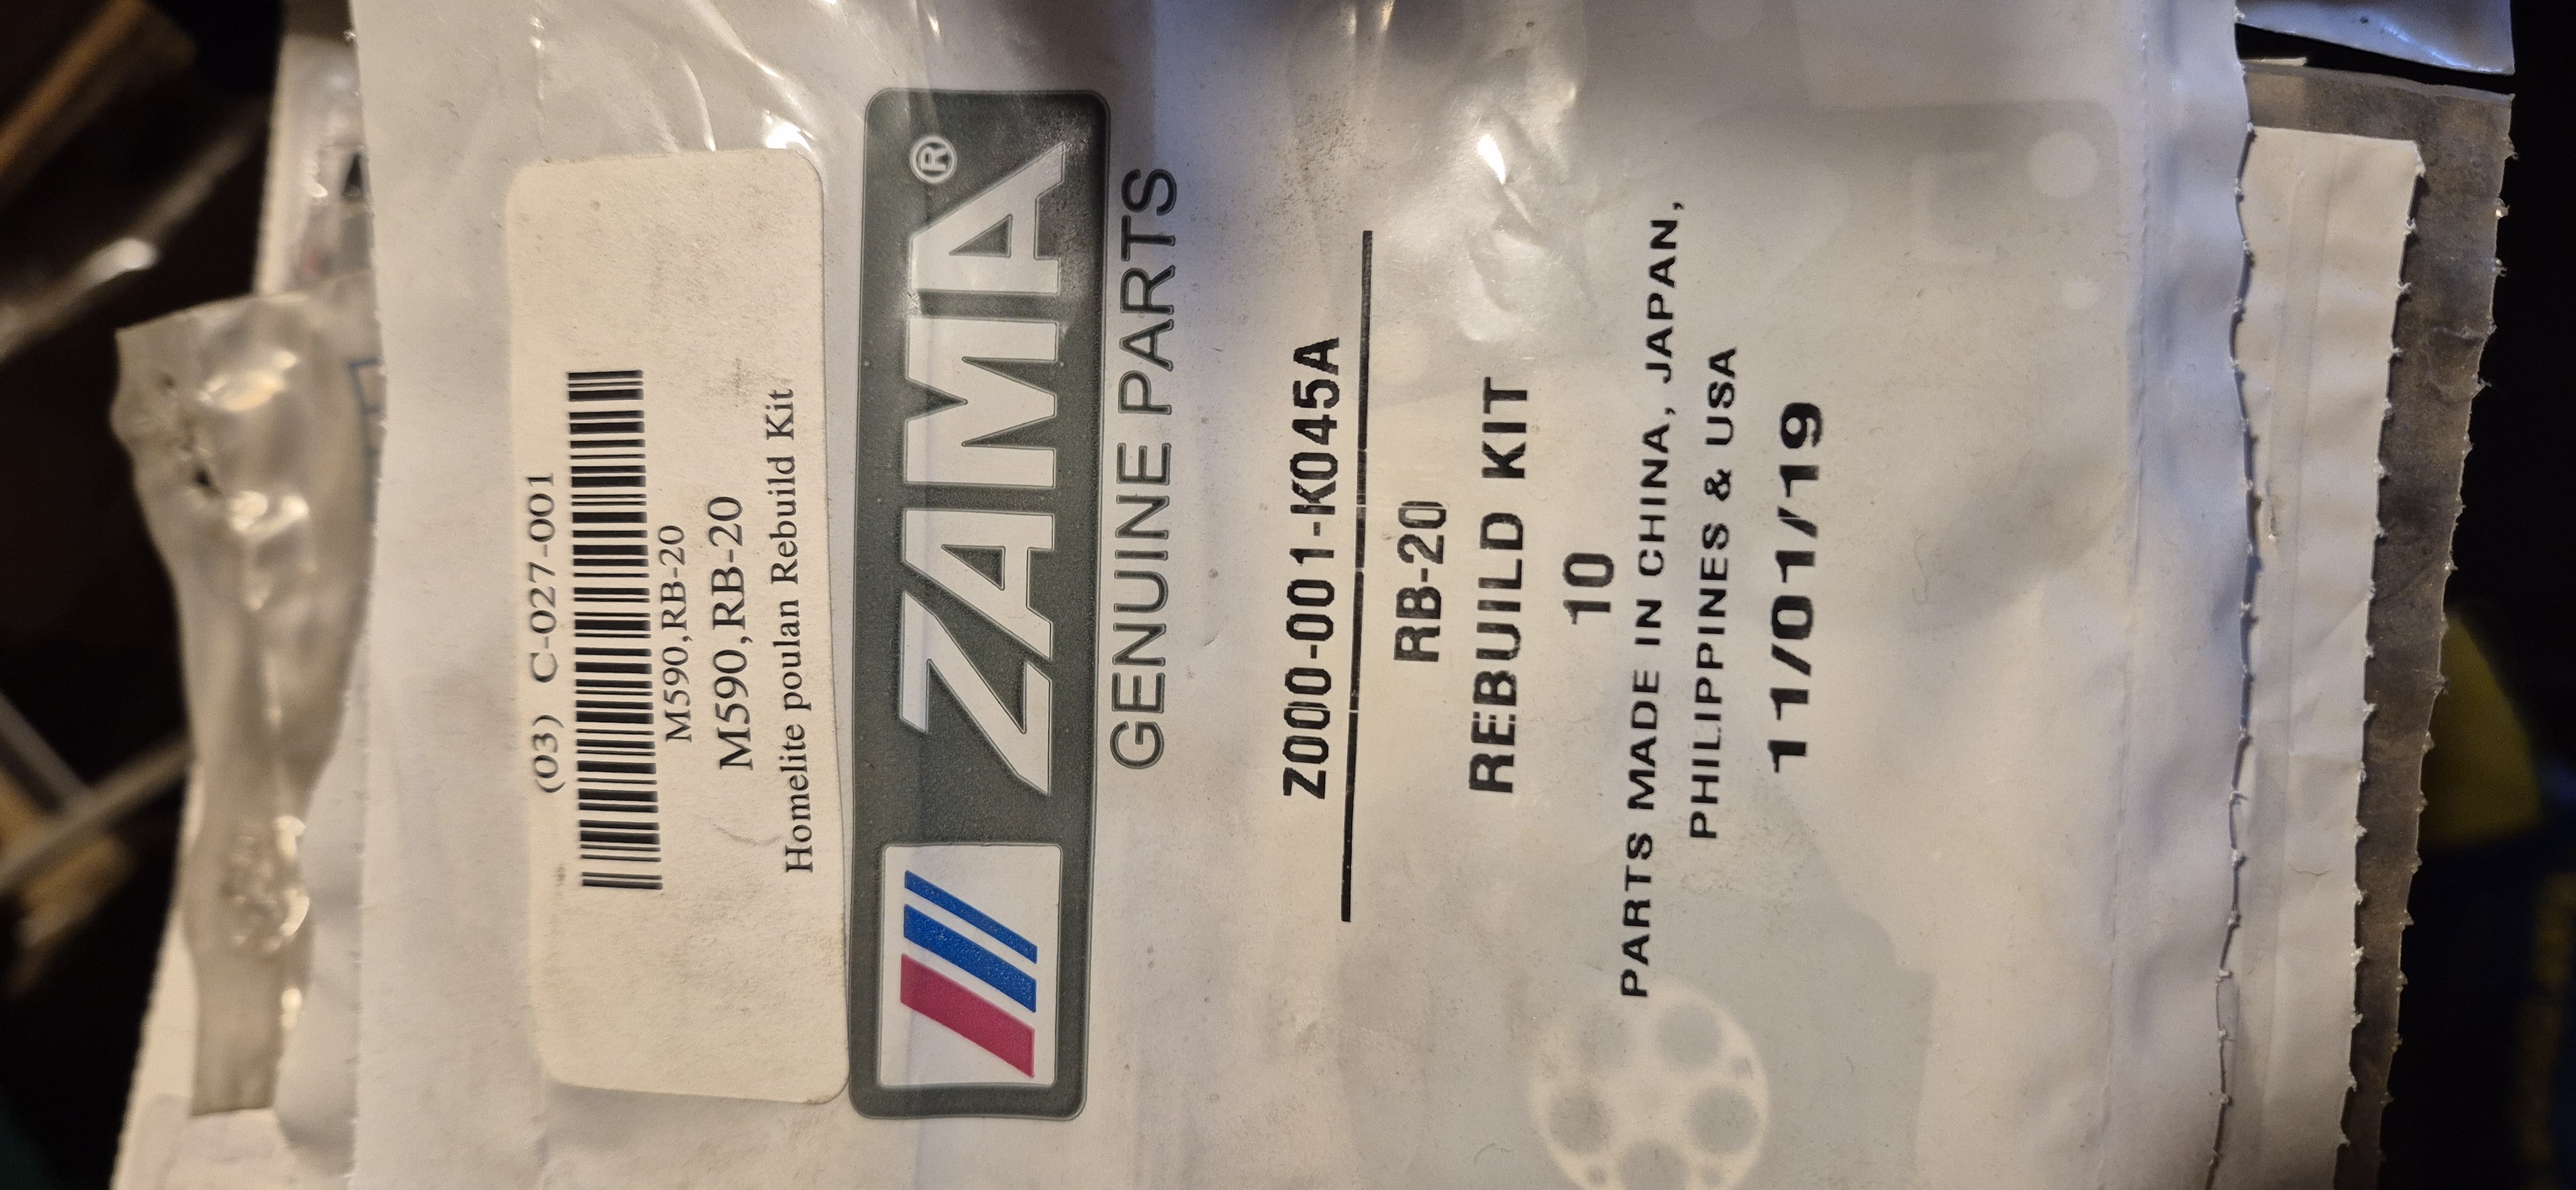 (03) C-027-001
M590,RB-20
M590,RB-20
Homelite poulan Rebuild Kit
ZAMA®
GENUINE PARTS
Z000-001-K045A
RB-20
REBUILD KIT
10
PARTS MADE IN CHINA, JAPAN,
PHILIPPINES & USA
11/01/19